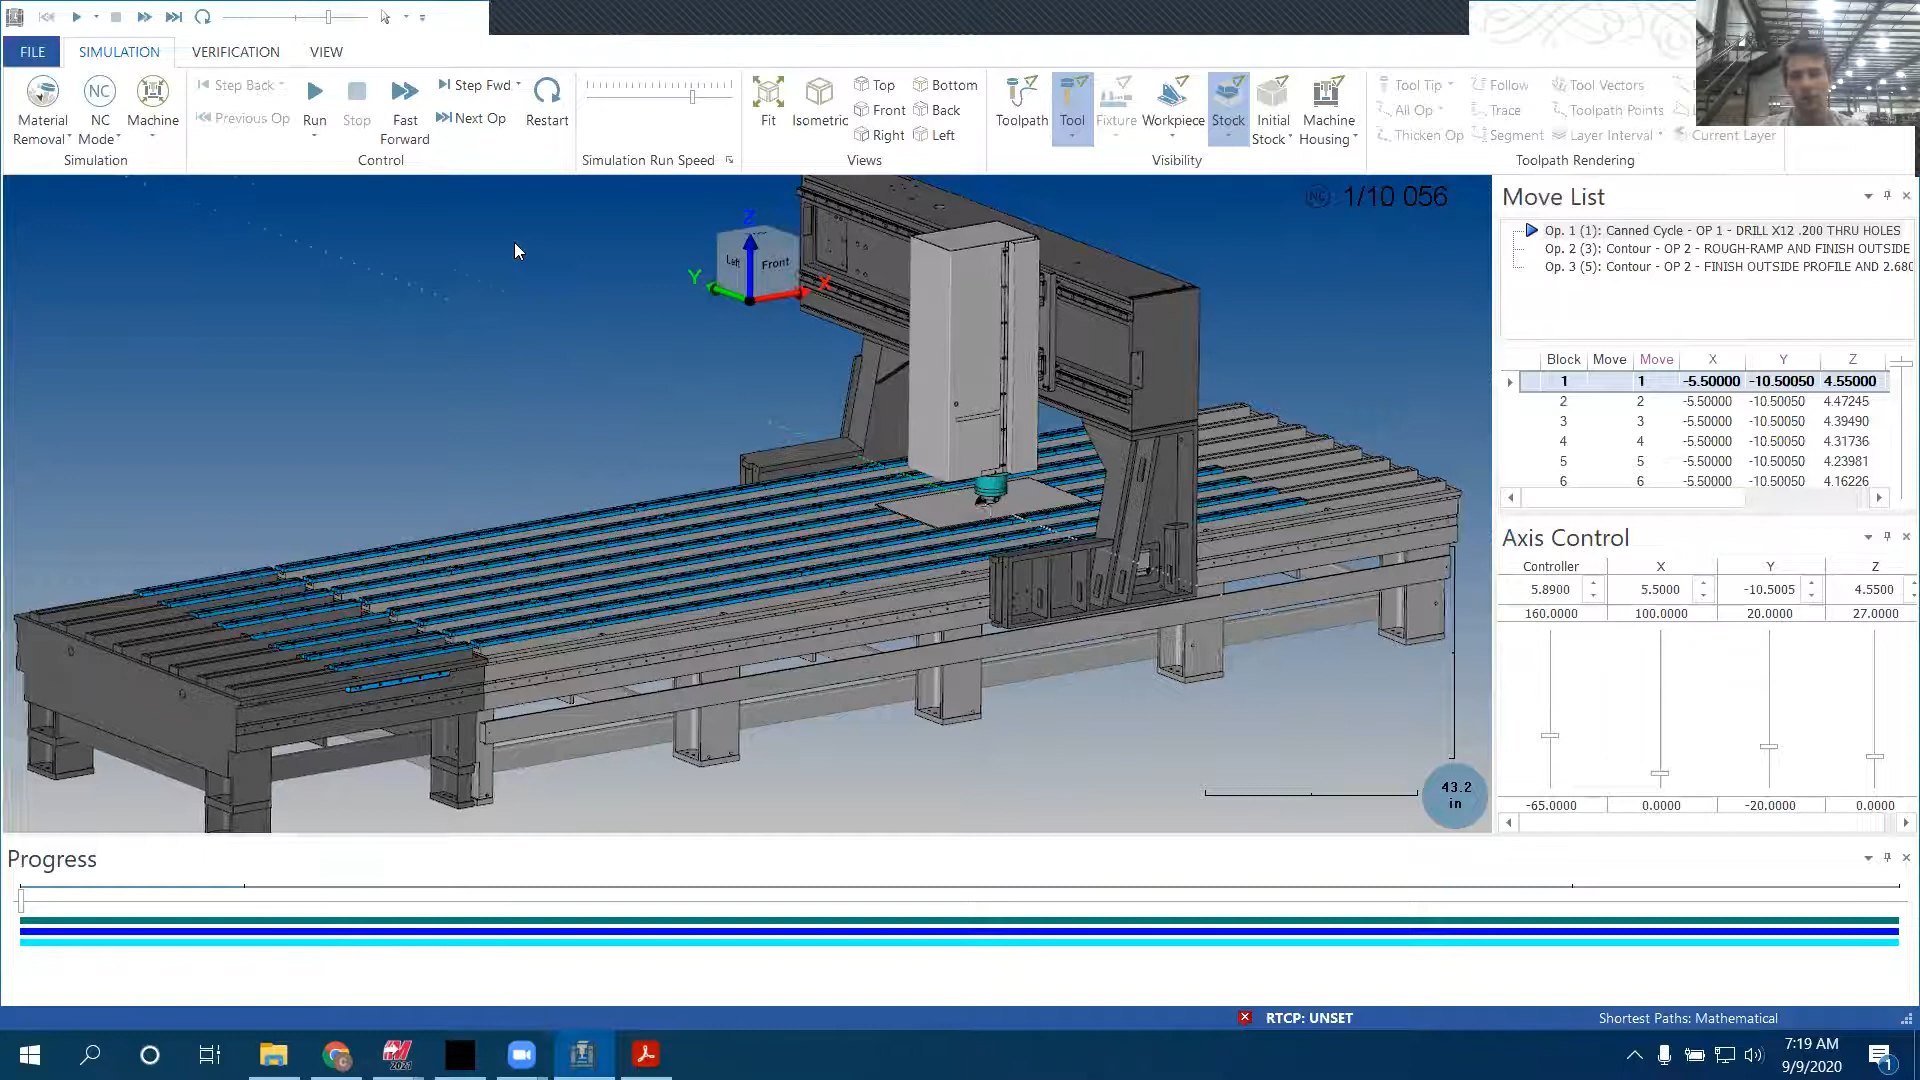 FILE SIMULATION VERIFICATION VIEW
Material Removal
NC Mode
Machine
Simulation
Step Back
Previous Op
Run
Stop
Fast Forward
Step Fwd
Next Op
Restart
Control
Simulation Run Speed
Fit
Isometric
Top
Front
Right
Bottom
Back
Left
Views
Toolpath
Tool
Fixture
Workpiece
Stock
Initial Stock
Machine Housing
Visibility
Tool Tip
All Op
Thicken Op
Follow
Trace
Segment
Tool Vectors
Toolpath Points
Layer Interval
Current Layer
Toolpath Rendering
NC 1/10 056
Z
Left Front
Y X
43.2
in
Move List
Op. 1 (1): Canned Cycle - OP 1 - DRILL X12 .200 THRU HOLES
Op. 2 (3): Contour - OP 2 - ROUGH-RAMP AND FINISH OUTSIDE
Op. 3 (5): Contour - OP 2 - FINISH OUTSIDE PROFILE AND 2.680
Block Move Move X Y Z
1 1 -5.50000 -10.50050 4.55000
2 2 -5.50000 -10.50050 4.47245
3 3 -5.50000 -10.50050 4.39490
4 4 -5.50000 -10.50050 4.31736
5 5 -5.50000 -10.50050 4.23981
6 6 -5.50000 -10.50050 4.16226
Axis Control
Controller X Y Z
5.8900 5.5000 -10.5005 4.5500
160.0000 100.0000 20.0000 27.0000
-65.0000 0.0000 -20.0000 0.0000
Progress
RTCP: UNSET
Shortest Paths: Mathematical
2021
7:19 AM
9/9/2020
1